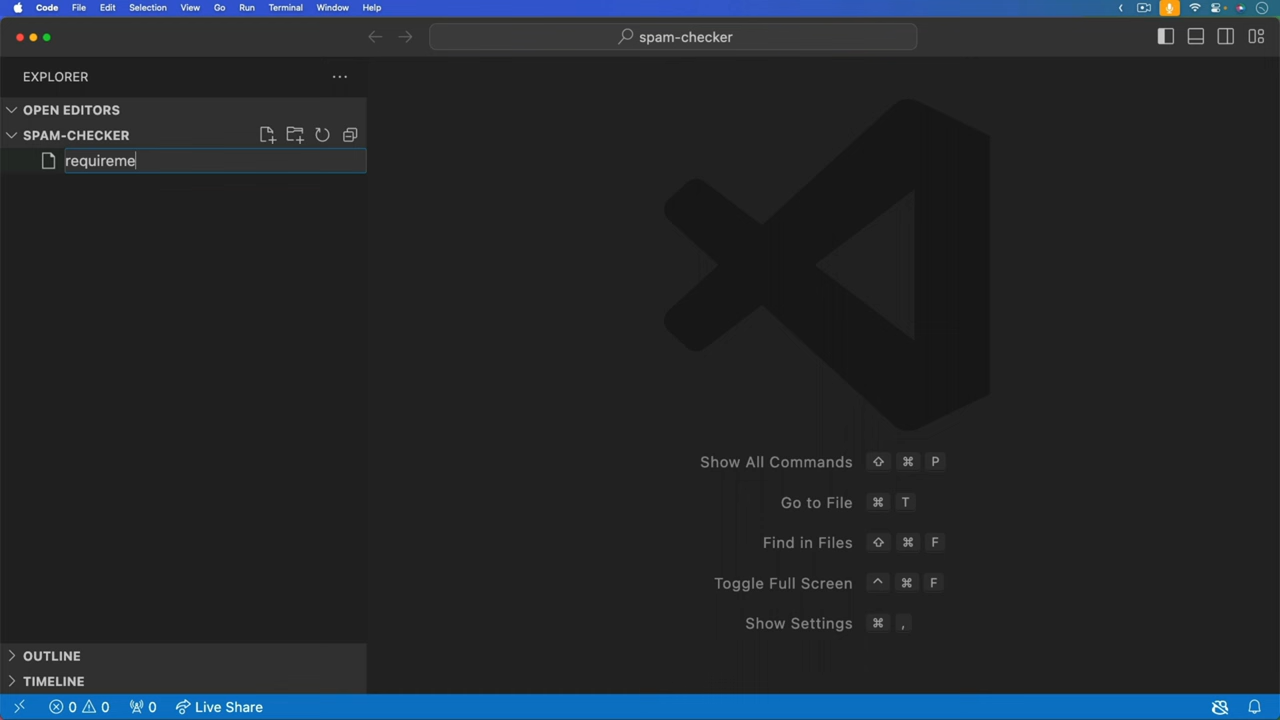 Code File Edit Selection View Go Run Terminal Window Help
spam-checker
EXPLORER
OPEN EDITORS
SPAM-CHECKER
requireme
Show All Commands ⇧ ⌘ P
Go to File ⌘ T
Find in Files ⇧ ⌘ F
Toggle Full Screen ^ ⌘ F
Show Settings ⌘ ,
OUTLINE
TIMELINE
0 0 0 Live Share